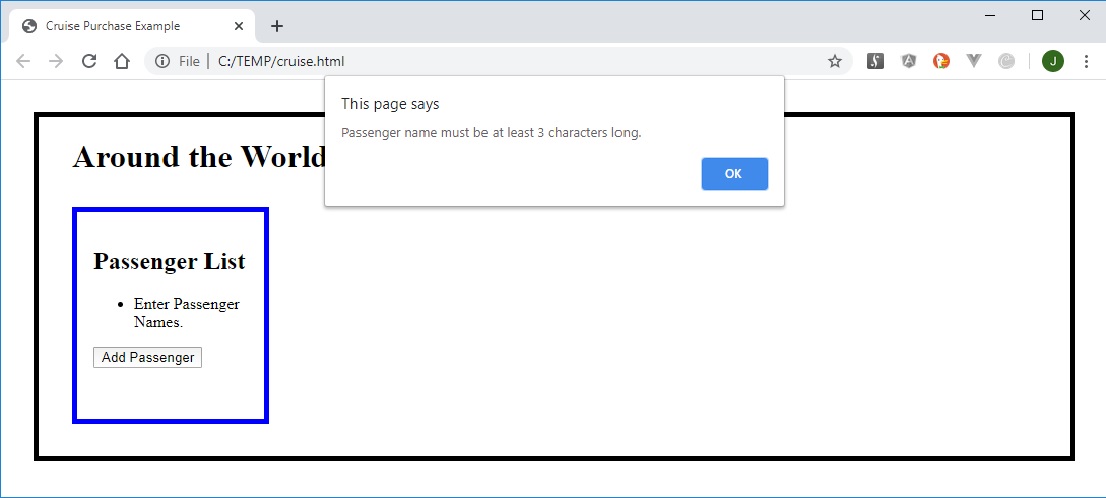 Cruise Purchase Example
File
C:/TEMP/cruise.html
J
This page says
Passenger name must be at least 3 characters long.
OK
Around the World
Passenger List
Enter Passenger
Names.
Add Passenger